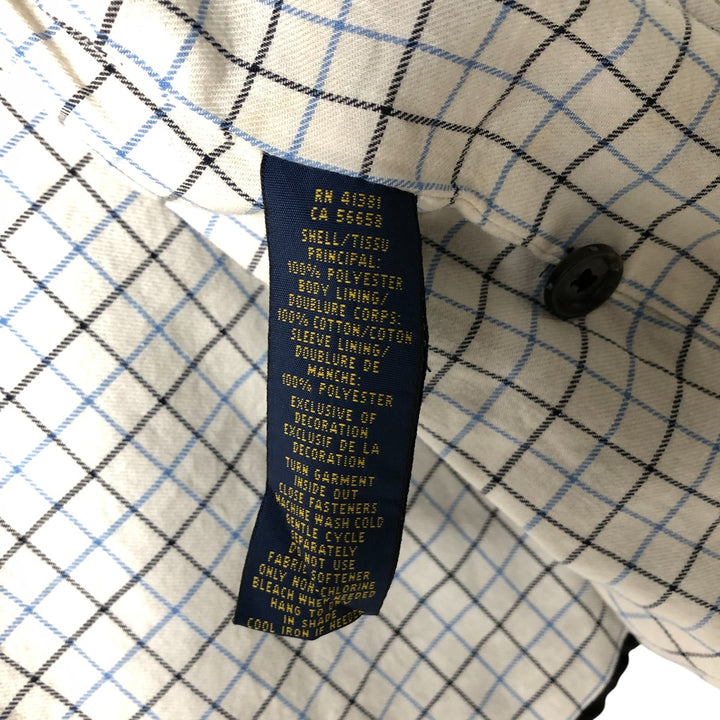 RN 41381
CA 56658
SHELL/TISSU
PRINCIPAL:
100% POLYESTER
BODY LINING/
DOUBLURE CORPS:
100% COTTON/COTON
SLEEVE LINING/
DOUBLURE DE
MANCHE:
100% POLYESTER
EXCLUSIVE OF
DECORATION
EXCLUSIF DE LA
DECORATION
TURN GARMENT
INSIDE OUT
CLOSE FASTENERS
MACHINE WASH COLD
GENTLE CYCLE
SEPARATELY
DO NOT USE
FABRIC SOFTENER
ONLY NON-CHLORINE
BLEACH WHEN NEEDED
HANG TO DRY
IN SHADE
COOL IRON IF NEEDED